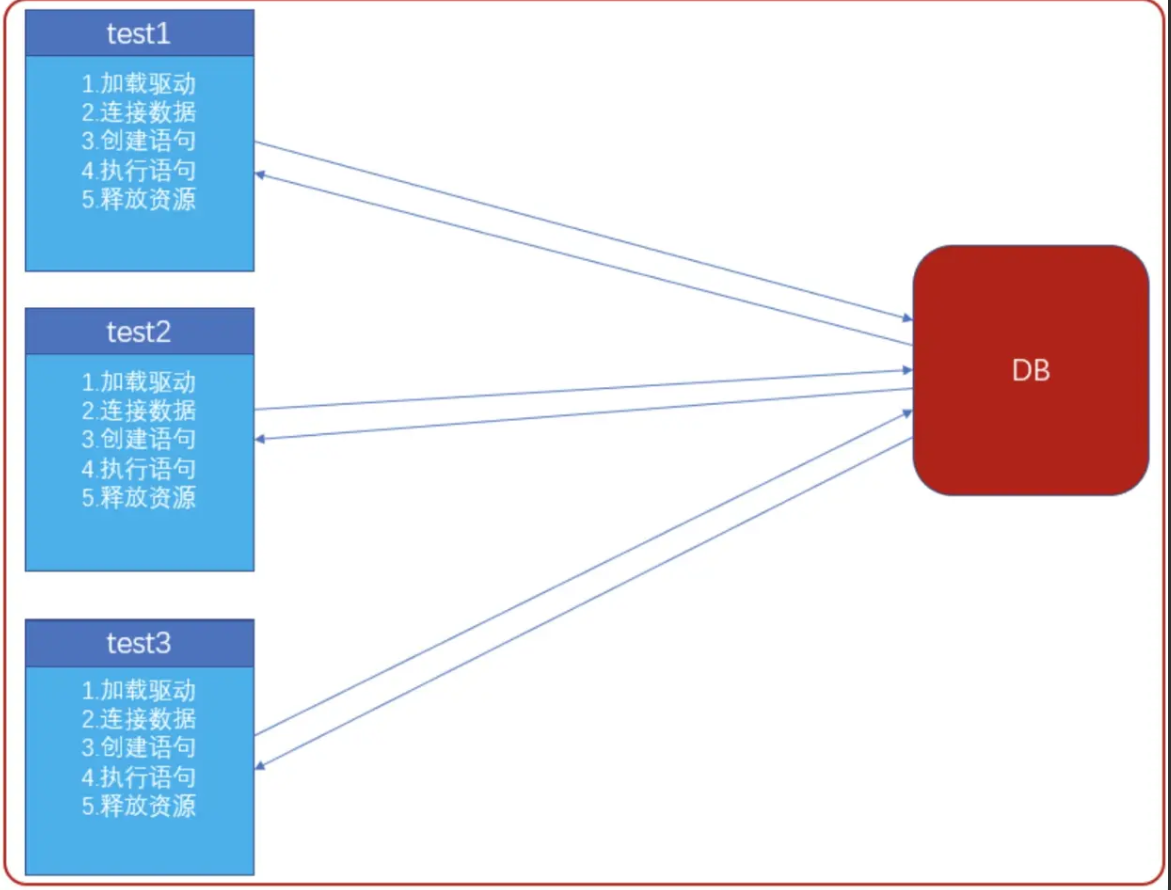 test1
1.加载驱动
2.连接数据
3.创建语句
4.执行语句
5.释放资源
test2
1.加载驱动
2.连接数据
3.创建语句
4.执行语句
5.释放资源
DB
test3
1.加载驱动
2.连接数据
3.创建语句
4.执行语句
5.释放资源